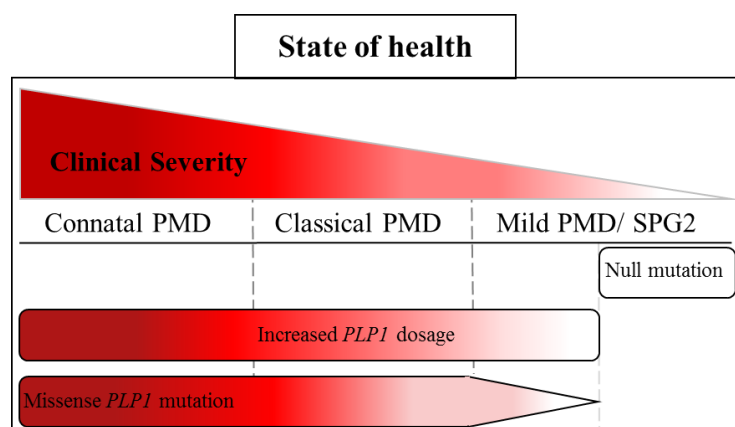 State of health
Clinical Severity
Connatal PMD Classical PMD Mild PMD/ SPG2
Null mutation
Increased PLP1 dosage
Missense PLP1 mutation